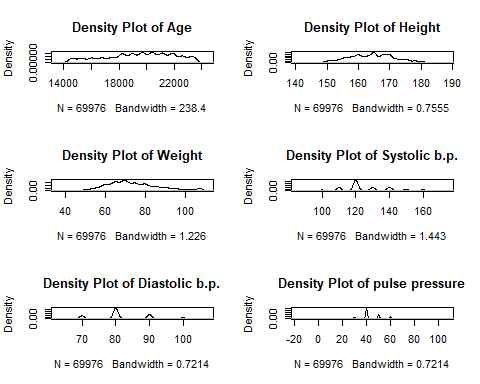 Density Plot of Age
Density
0.00000
14000 18000 22000
N = 69976 Bandwidth = 238.4
Density Plot of Height
Density
0.00
140 150 160 170 180 190
N = 69976 Bandwidth = 0.7555
Density Plot of Weight
Density
0.00
40 60 80 100
N = 69976 Bandwidth = 1.226
Density Plot of Systolic b.p.
Density
0.00
100 120 140 160
N = 69976 Bandwidth = 1.443
Density Plot of Diastolic b.p.
Density
0.00
70 80 90 100
N = 69976 Bandwidth = 0.7214
Density Plot of pulse pressure
Density
0.00
-20 0 20 40 60 80 100
N = 69976 Bandwidth = 0.7214